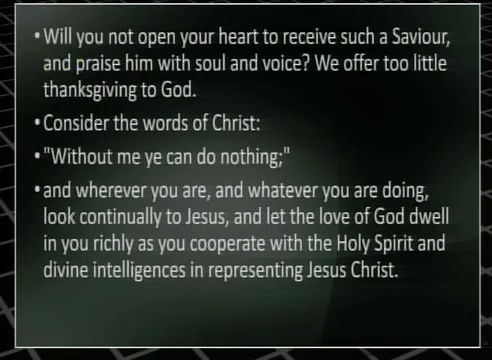 • Will you not open your heart to receive such a Saviour,
and praise him with soul and voice? We offer too little
thanksgiving to God.
• Consider the words of Christ:
• "Without me ye can do nothing;"
• and wherever you are, and whatever you are doing,
look continually to Jesus, and let the love of God dwell
in you richly as you cooperate with the Holy Spirit and
divine intelligences in representing Jesus Christ.